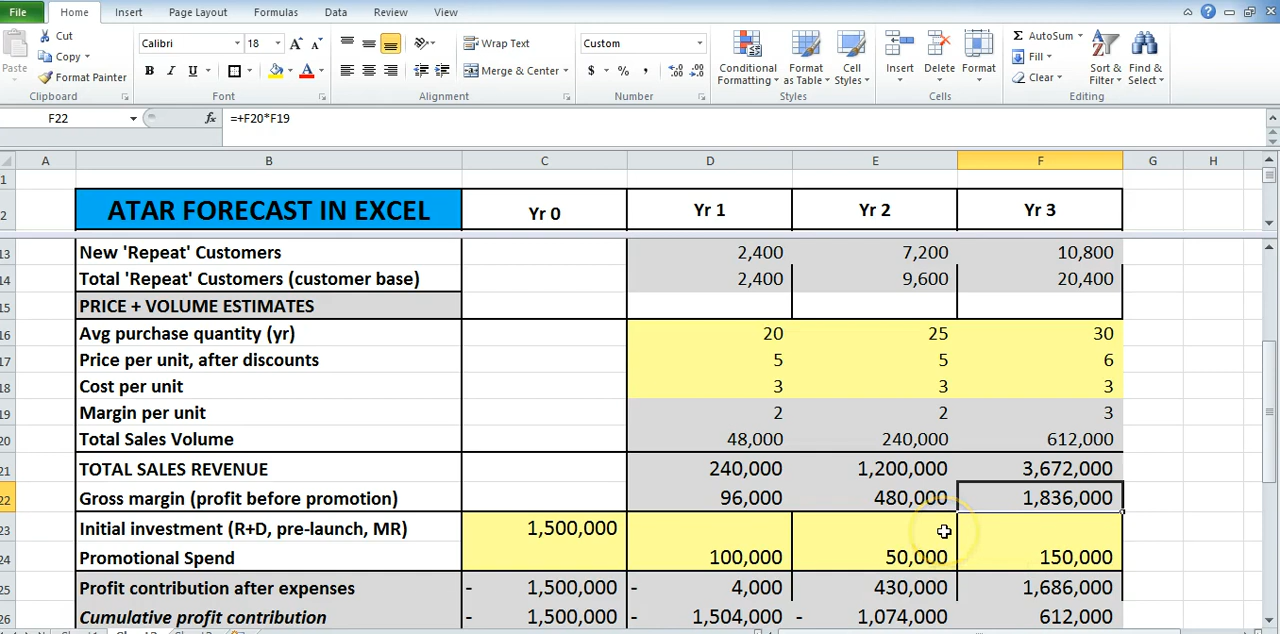 File Home Insert Page Layout Formulas Data Review View
Cut
Copy
Format Painter
Paste
Clipboard
Calibri 18 A A
B I U A
Font
Wrap Text
Merge & Center
Alignment
Custom
$ % , .00 .0
Number
Conditional Formatting
Format as Table
Cell Styles
Styles
Insert Delete Format
Cells
Σ AutoSum
Fill
Clear
Sort & Filter
Find & Select
Editing
F22 fx =+F20*F19
A B C D E F G H
1
2 ATAR FORECAST IN EXCEL Yr 0 Yr 1 Yr 2 Yr 3
13 New 'Repeat' Customers 2,400 7,200 10,800
14 Total 'Repeat' Customers (customer base) 2,400 9,600 20,400
15 PRICE + VOLUME ESTIMATES
16 Avg purchase quantity (yr) 20 25 30
17 Price per unit, after discounts 5 5 6
18 Cost per unit 3 3 3
19 Margin per unit 2 2 3
20 Total Sales Volume 48,000 240,000 612,000
21 TOTAL SALES REVENUE 240,000 1,200,000 3,672,000
22 Gross margin (profit before promotion) 96,000 480,000 1,836,000
23 Initial investment (R+D, pre-launch, MR) 1,500,000
24 Promotional Spend 100,000 50,000 150,000
25 Profit contribution after expenses - 1,500,000 - 4,000 430,000 1,686,000
26 Cumulative profit contribution - 1,500,000 - 1,504,000 - 1,074,000 612,000